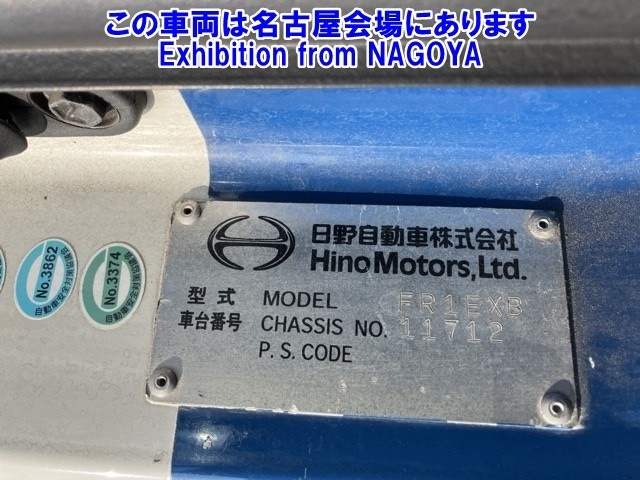 この車両は名古屋会場にあります
Exhibition from NAGOYA
日野自動車株式会社
Hino Motors, Ltd.
型式 MODEL FR1EXB
車台番号 CHASSIS NO. 11712
P. S. CODE
No.3862
No.3374